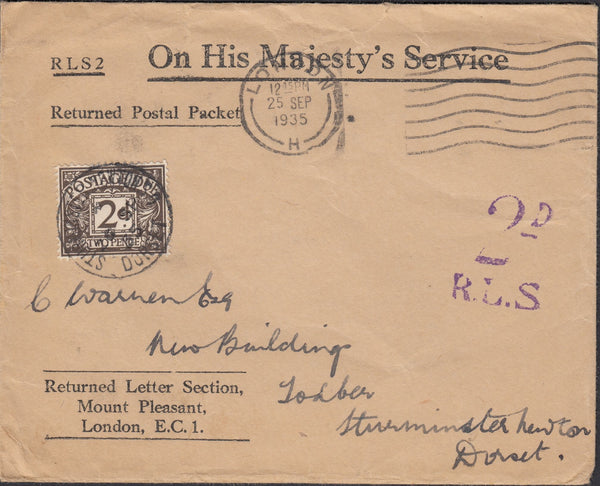 RLS2 On His Majesty's Service
LONDON
12 15 PM
25 SEP
1935
H
Returned Postal Packet
POSTAGE DUE
2d
TWO PENCE
2D
R.L.S
C Warren Esq
New Buildings
Todber
Sturminster Newton
Dorset.
Returned Letter Section,
Mount Pleasant,
London, E.C.1.